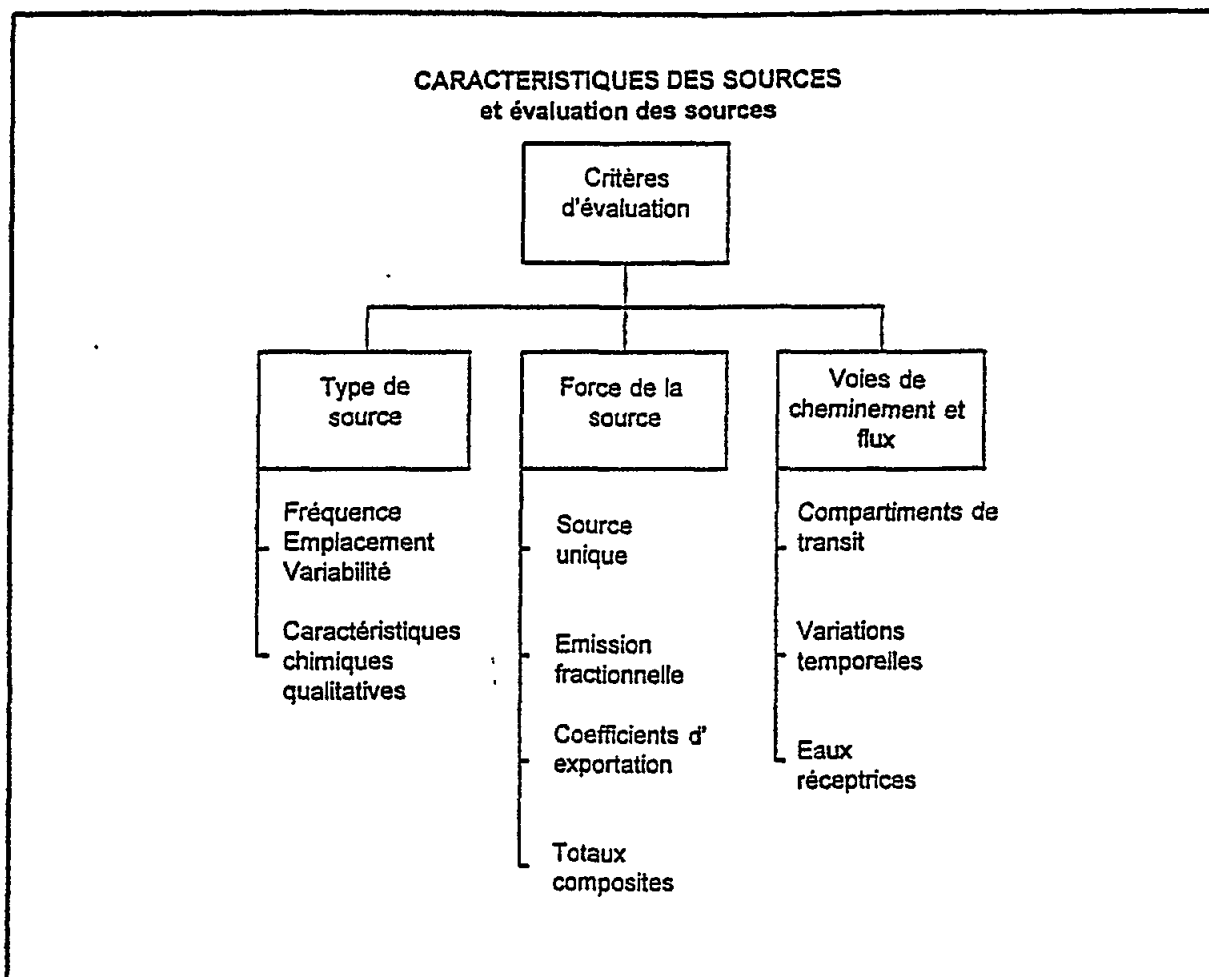 CARACTERISTIQUES DES SOURCES
et évaluation des sources
Critères
d'évaluation
Type de
source
Force de la
source
Voies de
cheminement et
flux
Fréquence
Emplacement
Variabilité
Caractéristiques
chimiques
qualitatives
Source
unique
Emission
fractionnelle
Coefficients d'
exportation
Totaux
composites
Compartiments de
transit
Variations
temporelles
Eaux
réceptrices